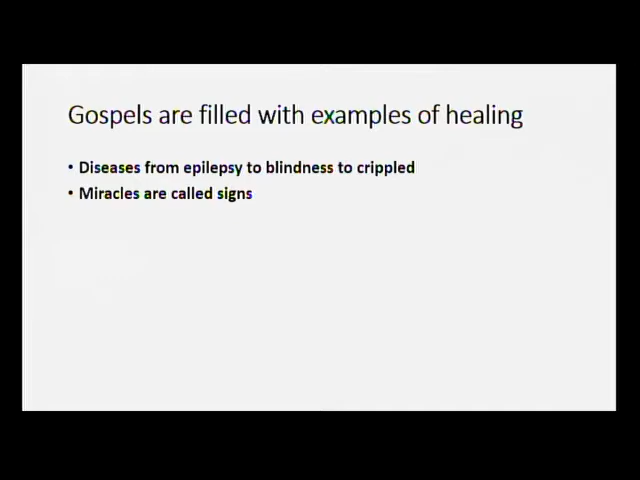 Gospels are filled with examples of healing
• Diseases from epilepsy to blindness to crippled
• Miracles are called signs